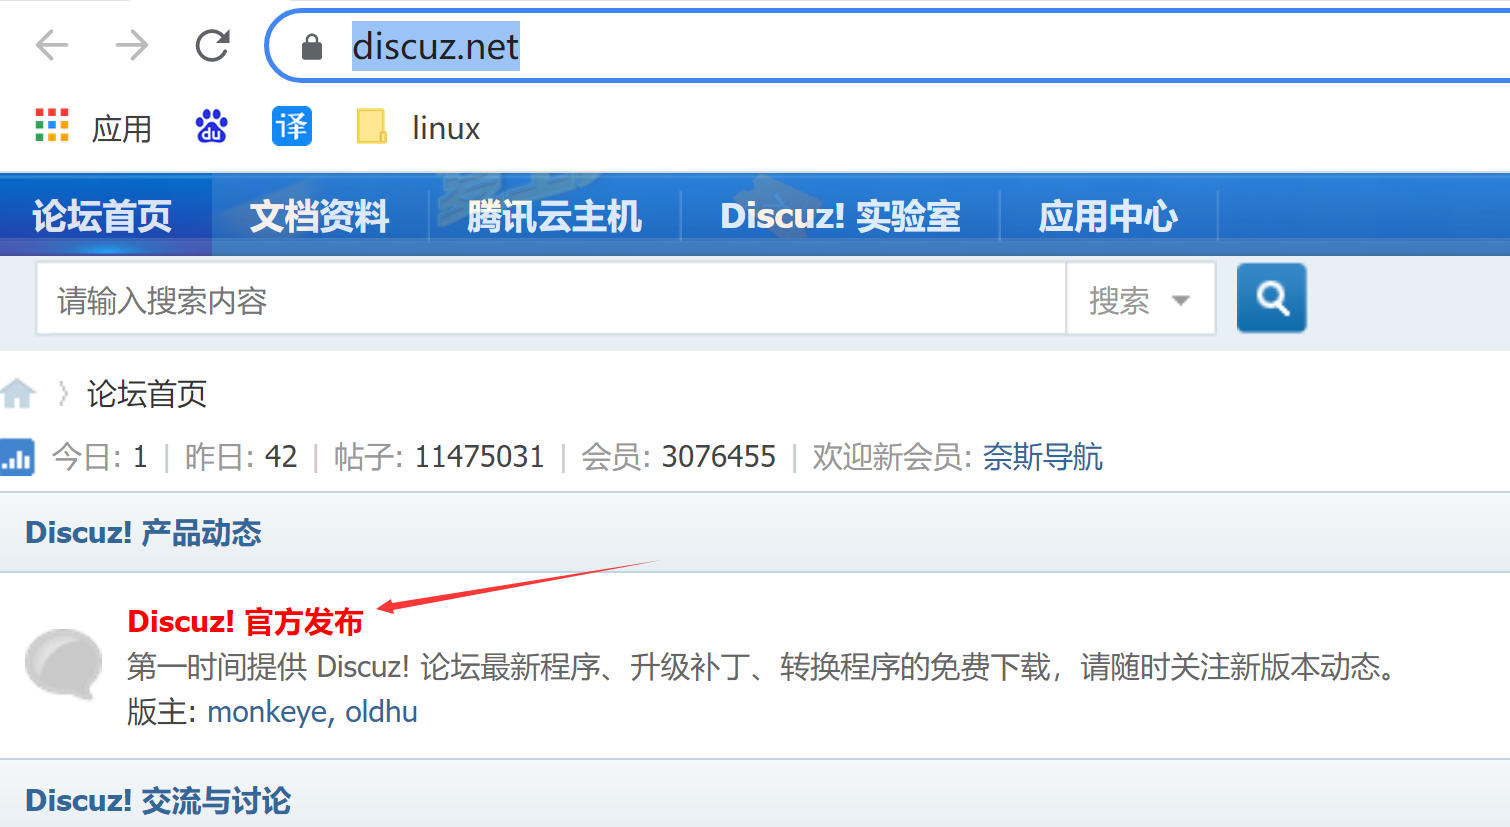 discuz.net
应用 du 译 linux
论坛首页 文档资料 腾讯云主机 Discuz! 实验室 应用中心
请输入搜索内容 搜索
论坛首页
今日: 1 | 昨日: 42 | 帖子: 11475031 | 会员: 3076455 | 欢迎新会员: 奈斯导航
Discuz! 产品动态
Discuz! 官方发布
第一时间提供 Discuz! 论坛最新程序、升级补丁、转换程序的免费下载，请随时关注新版本动态。
版主: monkeye, oldhu
Discuz! 交流与讨论